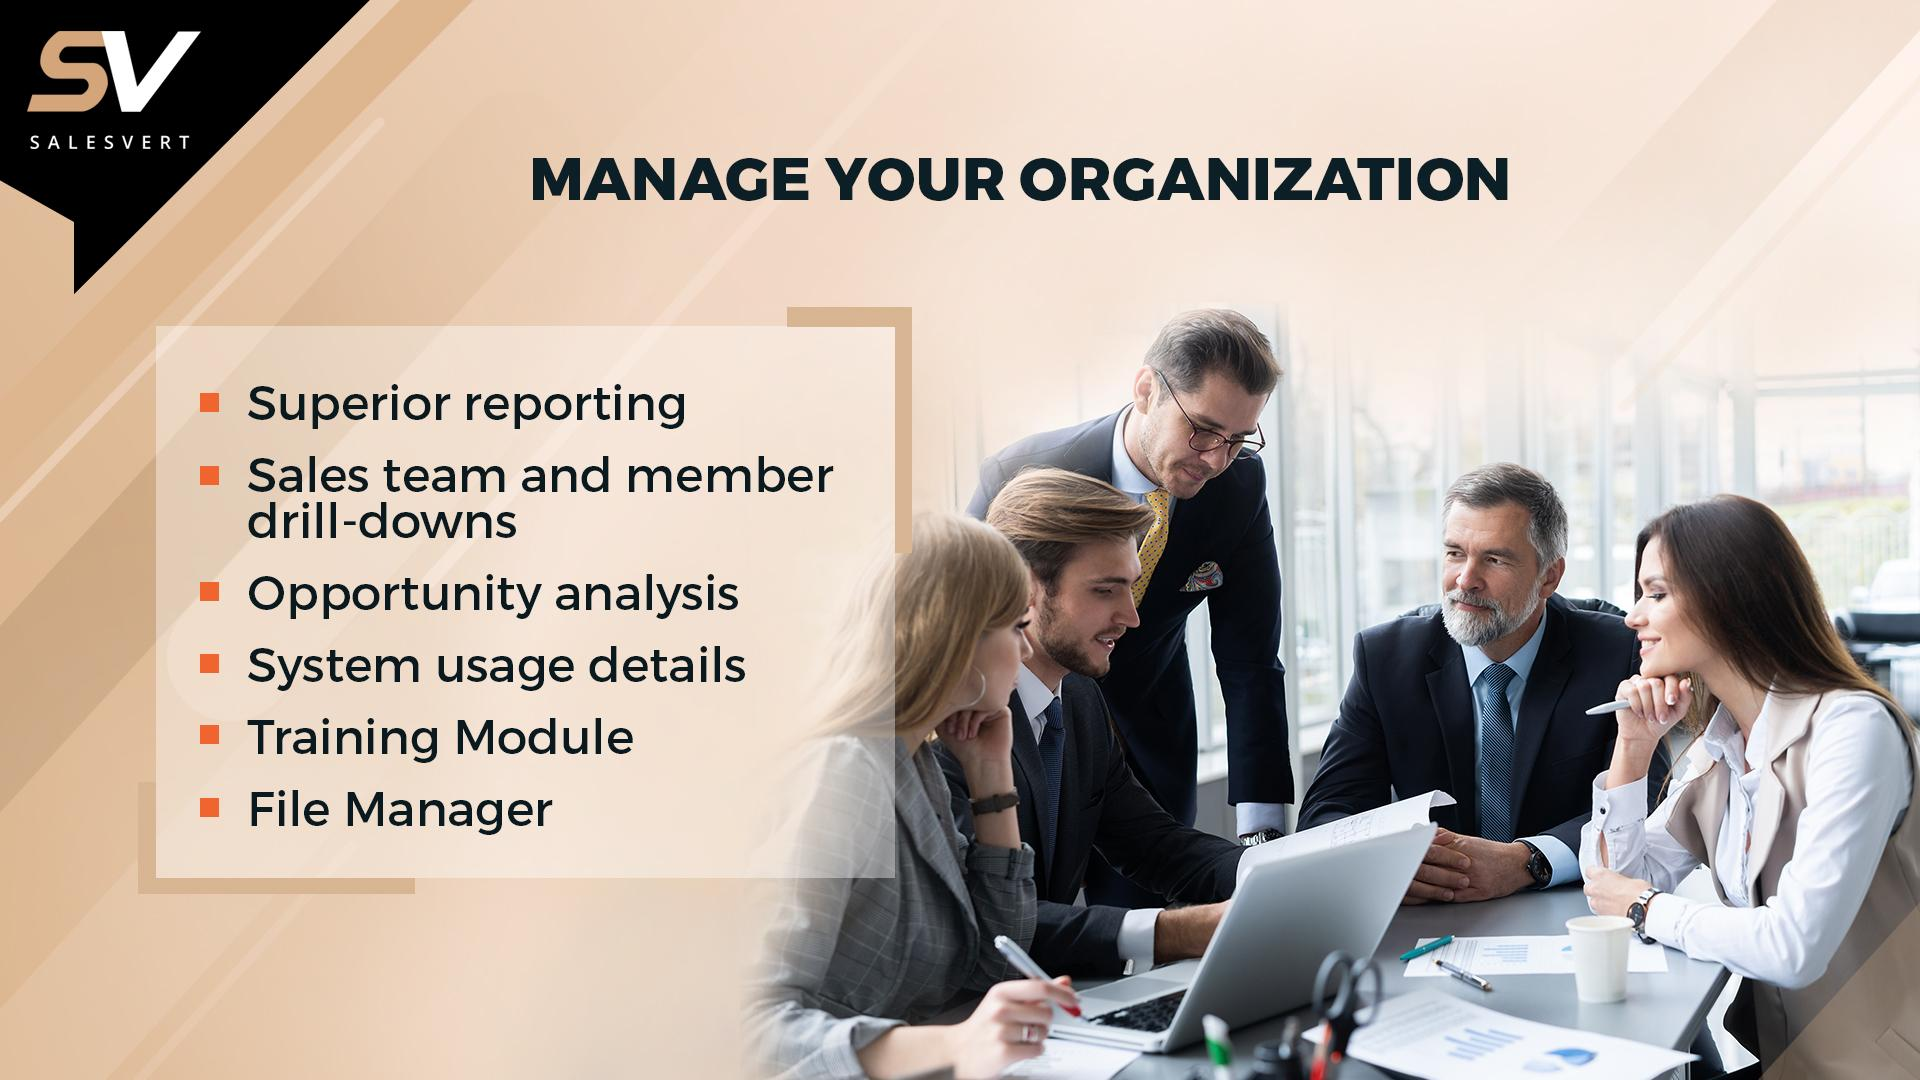 SV
SALESVERT
MANAGE YOUR ORGANIZATION
Superior reporting
Sales team and member
drill-downs
Opportunity analysis
System usage details
Training Module
File Manager